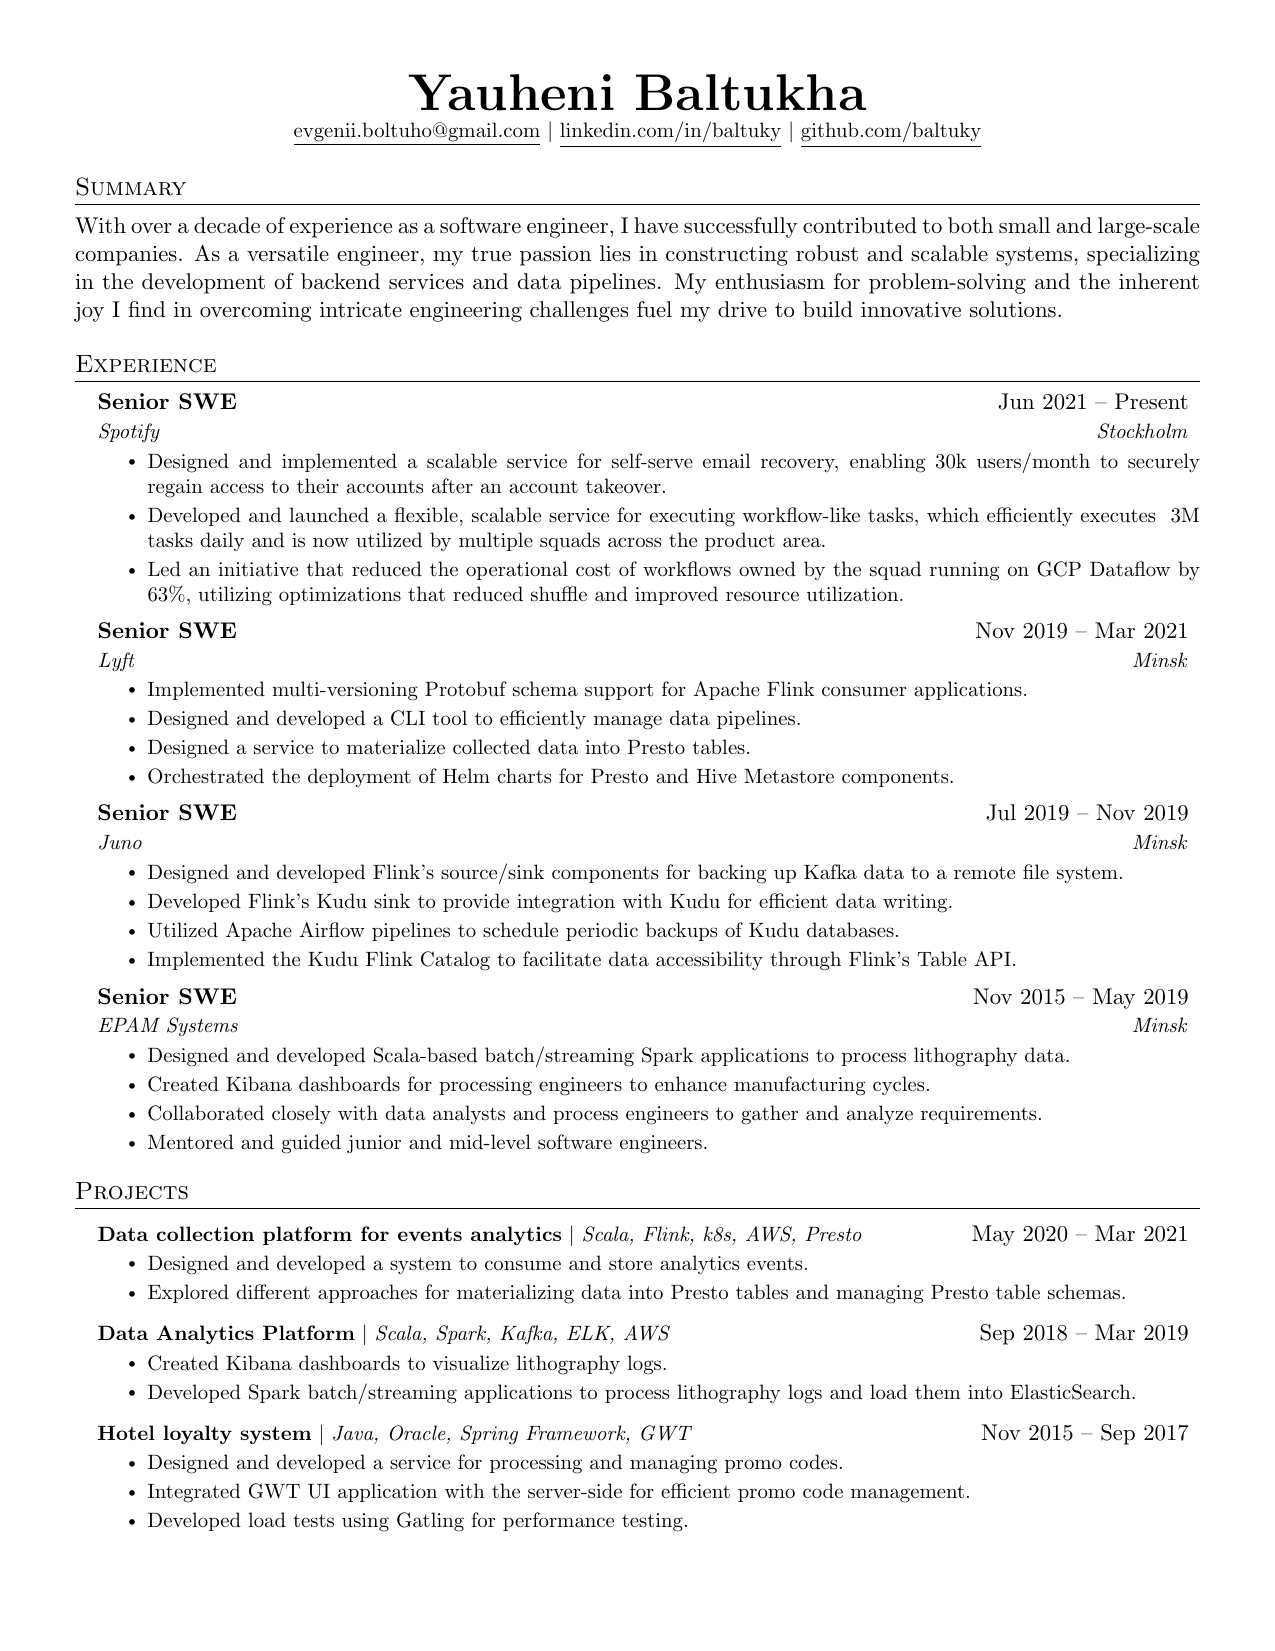 Yauheni Baltukha
evgenii.boltuho@gmail.com | linkedin.com/in/baltuky | github.com/baltuky
Summary
With over a decade of experience as a software engineer, I have successfully contributed to both small and large-scale
companies. As a versatile engineer, my true passion lies in constructing robust and scalable systems, specializing
in the development of backend services and data pipelines. My enthusiasm for problem-solving and the inherent
joy I find in overcoming intricate engineering challenges fuel my drive to build innovative solutions.
Experience
Senior SWE Jun 2021 – Present
Spotify Stockholm
• Designed and implemented a scalable service for self-serve email recovery, enabling 30k users/month to securely
regain access to their accounts after an account takeover.
• Developed and launched a flexible, scalable service for executing workflow-like tasks, which efficiently executes 3M
tasks daily and is now utilized by multiple squads across the product area.
• Led an initiative that reduced the operational cost of workflows owned by the squad running on GCP Dataflow by
63%, utilizing optimizations that reduced shuffle and improved resource utilization.
Senior SWE Nov 2019 – Mar 2021
Lyft Minsk
• Implemented multi-versioning Protobuf schema support for Apache Flink consumer applications.
• Designed and developed a CLI tool to efficiently manage data pipelines.
• Designed a service to materialize collected data into Presto tables.
• Orchestrated the deployment of Helm charts for Presto and Hive Metastore components.
Senior SWE Jul 2019 – Nov 2019
Juno Minsk
• Designed and developed Flink's source/sink components for backing up Kafka data to a remote file system.
• Developed Flink's Kudu sink to provide integration with Kudu for efficient data writing.
• Utilized Apache Airflow pipelines to schedule periodic backups of Kudu databases.
• Implemented the Kudu Flink Catalog to facilitate data accessibility through Flink's Table API.
Senior SWE Nov 2015 – May 2019
EPAM Systems Minsk
• Designed and developed Scala-based batch/streaming Spark applications to process lithography data.
• Created Kibana dashboards for processing engineers to enhance manufacturing cycles.
• Collaborated closely with data analysts and process engineers to gather and analyze requirements.
• Mentored and guided junior and mid-level software engineers.
Projects
Data collection platform for events analytics | Scala, Flink, k8s, AWS, Presto May 2020 – Mar 2021
• Designed and developed a system to consume and store analytics events.
• Explored different approaches for materializing data into Presto tables and managing Presto table schemas.
Data Analytics Platform | Scala, Spark, Kafka, ELK, AWS Sep 2018 – Mar 2019
• Created Kibana dashboards to visualize lithography logs.
• Developed Spark batch/streaming applications to process lithography logs and load them into ElasticSearch.
Hotel loyalty system | Java, Oracle, Spring Framework, GWT Nov 2015 – Sep 2017
• Designed and developed a service for processing and managing promo codes.
• Integrated GWT UI application with the server-side for efficient promo code management.
• Developed load tests using Gatling for performance testing.